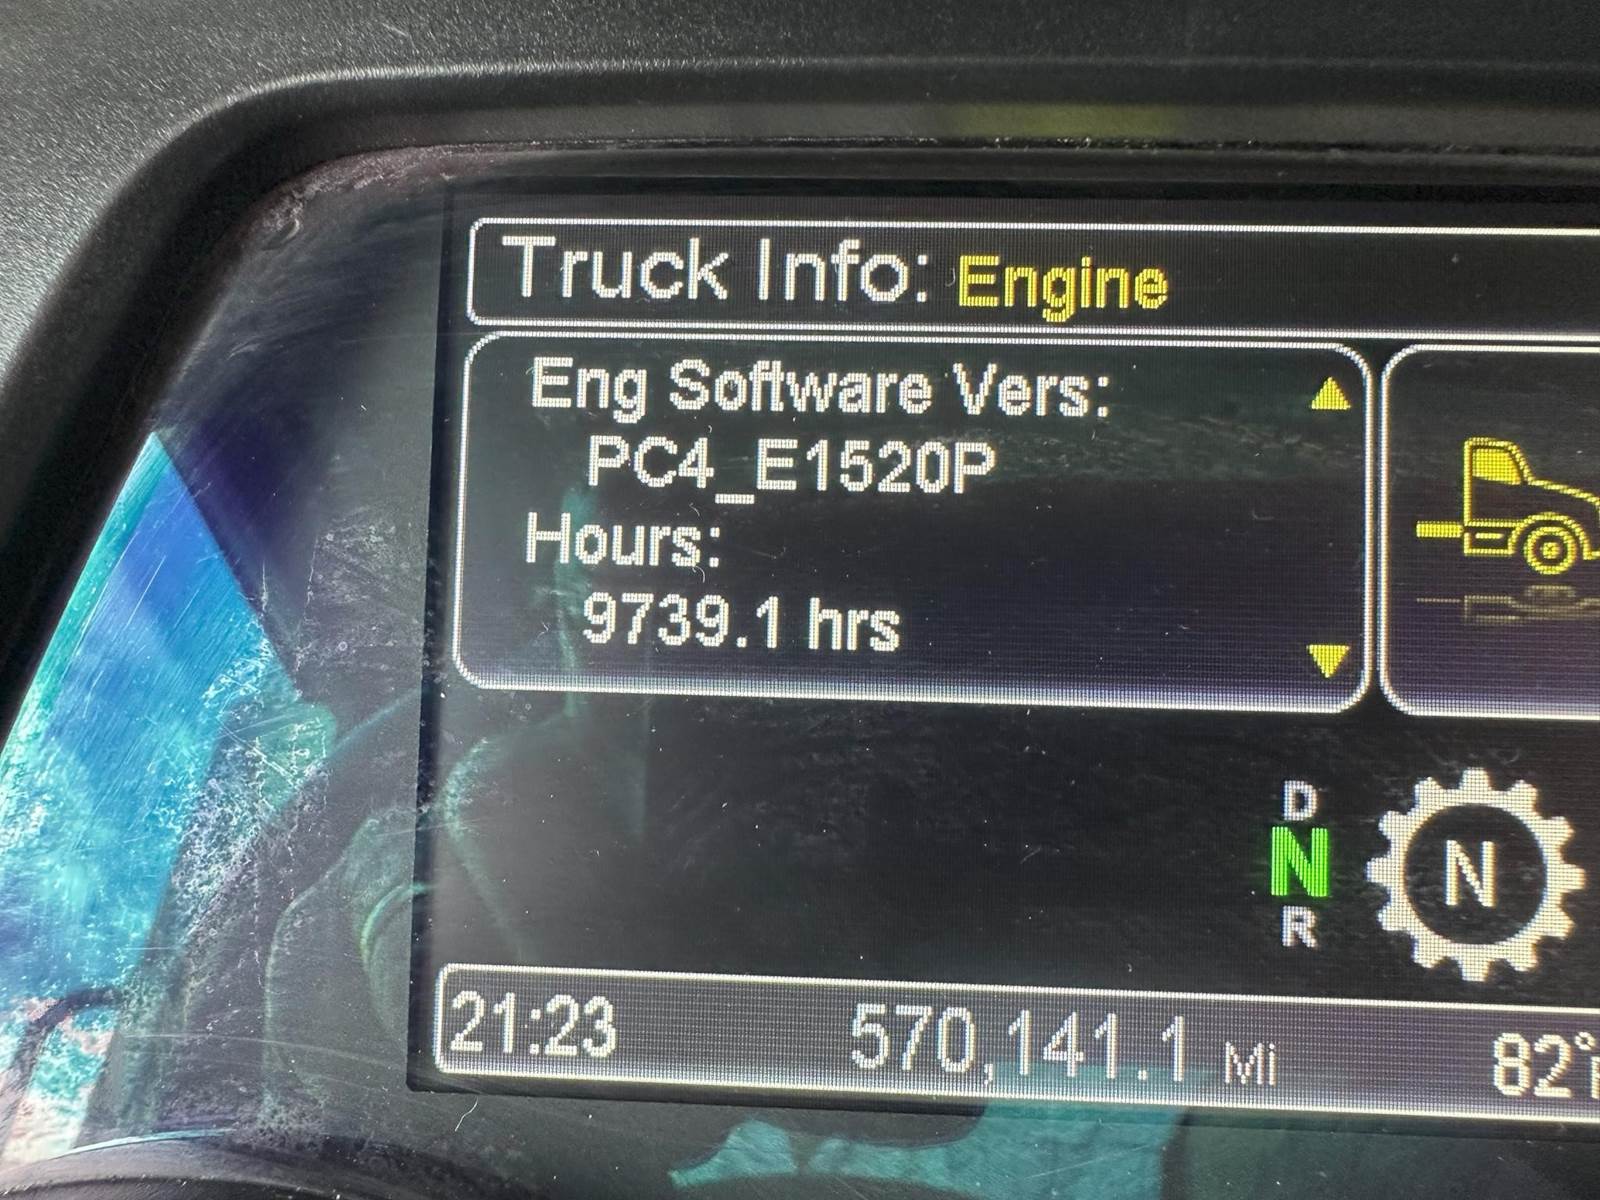 Truck Info: Engine
Eng Software Vers:
PC4_E1520P
Hours:
9739.1 hrs
D
N
R
N
21:23 570,141.1 Mi 82°